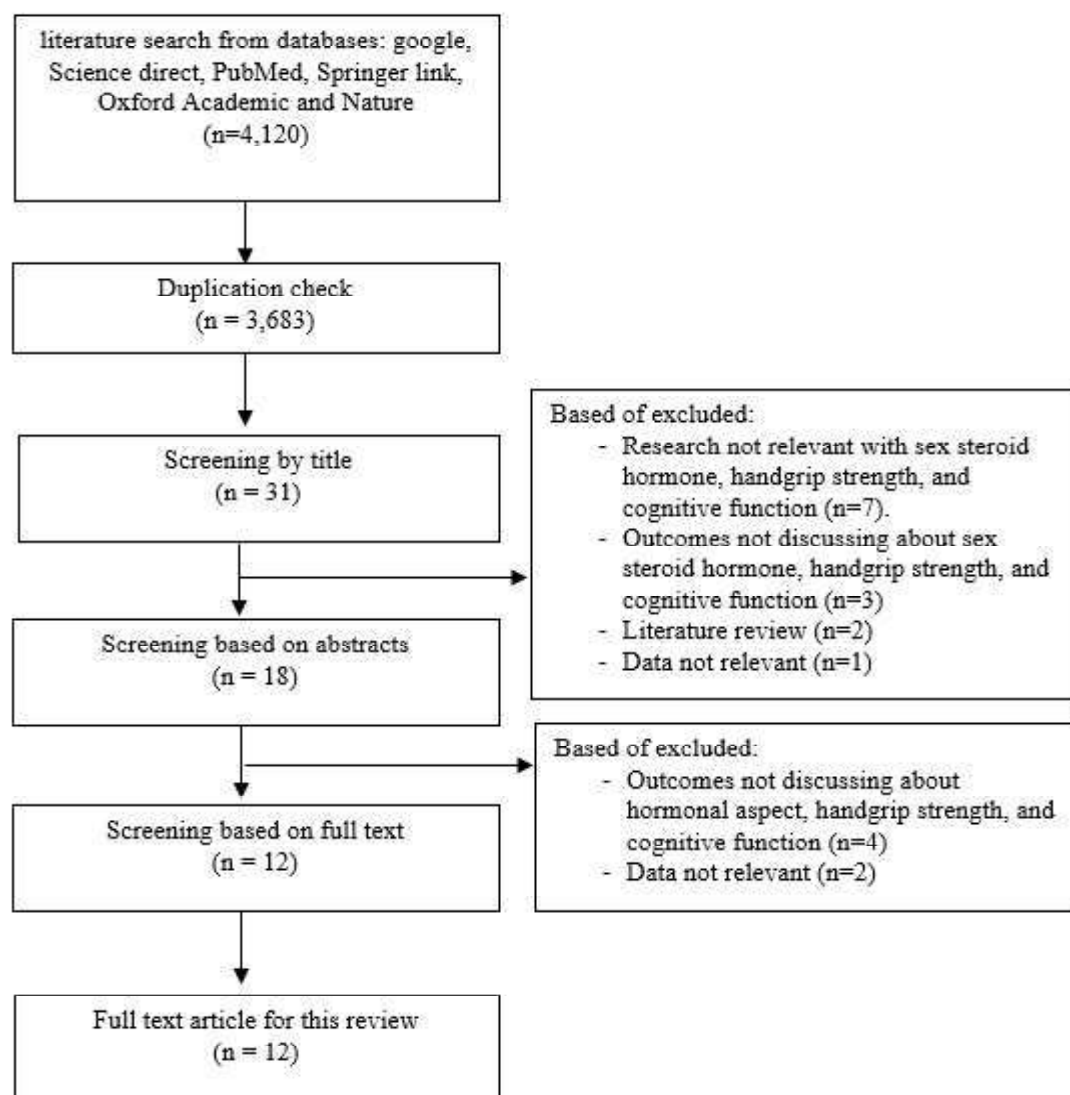 literature search from databases: google,
Science direct, PubMed, Springer link,
Oxford Academic and Nature
(n=4,120)
Duplication check
(n = 3,683)
Screening by title
(n = 31)
Based of excluded:
- Research not relevant with sex steroid
hormone, handgrip strength, and
cognitive function (n=7).
- Outcomes not discussing about sex
steroid hormone, handgrip strength, and
cognitive function (n=3)
- Literature review (n=2)
- Data not relevant (n=1)
Screening based on abstracts
(n = 18)
Based of excluded:
- Outcomes not discussing about
hormonal aspect, handgrip strength, and
cognitive function (n=4)
- Data not relevant (n=2)
Screening based on full text
(n = 12)
Full text article for this review
(n = 12)